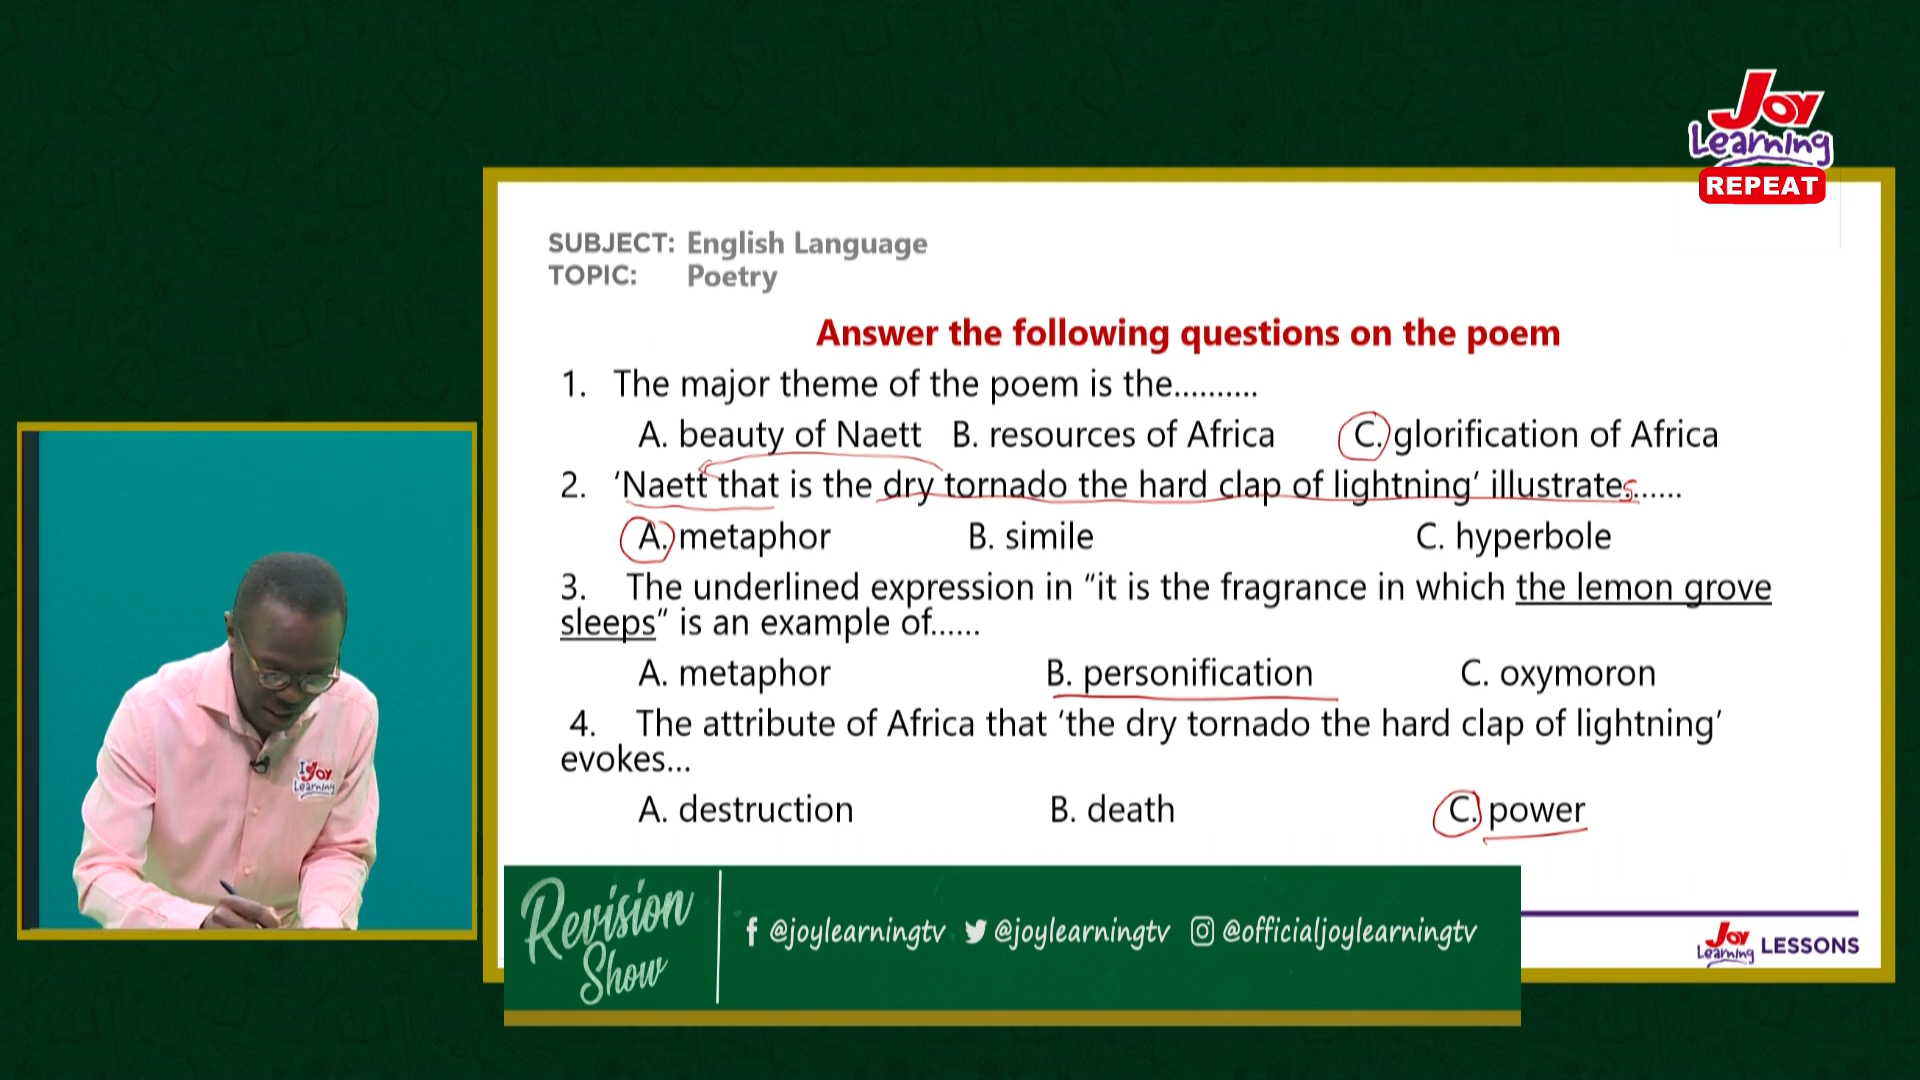 Joy
Learning
REPEAT
SUBJECT: English Language
TOPIC: Poetry
Answer the following questions on the poem
1. The major theme of the poem is the..........
A. beauty of Naett B. resources of Africa C. glorification of Africa
2. ‘Naett that is the dry tornado the hard clap of lightning’ illustrates......
A. metaphor B. simile C. hyperbole
3. The underlined expression in “it is the fragrance in which the lemon grove
sleeps” is an example of......
A. metaphor B. personification C. oxymoron
4. The attribute of Africa that ‘the dry tornado the hard clap of lightning’
evokes...
A. destruction B. death C. power
I Joy
Learning
Revision
Show
@joylearningtv @joylearningtv @officialjoylearningtv
Joy
Learning LESSONS